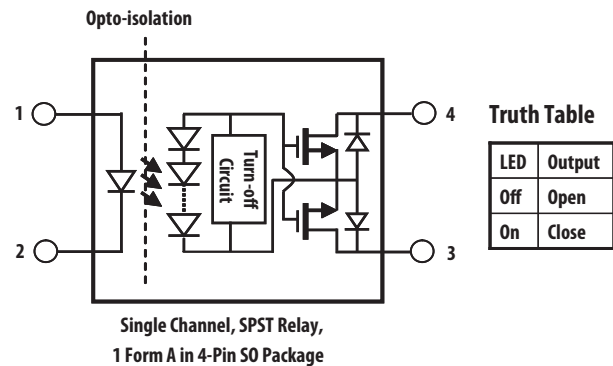 Opto-isolation
1
4
Turn-off
Circuit
2
3
Truth Table
LED Output
Off Open
On Close
Single Channel, SPST Relay,
1 Form A in 4-Pin SO Package